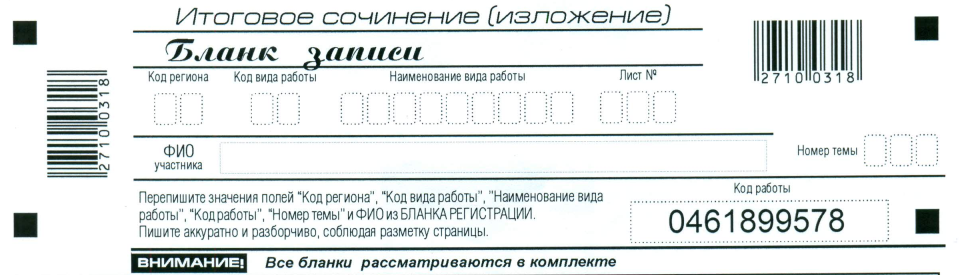 Итоговое сочинение (изложение)
Бланк записи
Код региона Код вида работы Наименование вида работы Лист №
2710 0318
2710 0318
ФИО участника
Номер темы
Перепишите значения полей "Код региона", "Код вида работы", "Наименование вида
работы", "Код работы", "Номер темы" и ФИО из БЛАНКА РЕГИСТРАЦИИ.
Пишите аккуратно и разборчиво, соблюдая разметку страницы.
Код работы
0461899578
ВНИМАНИЕ! Все бланки рассматриваются в комплекте